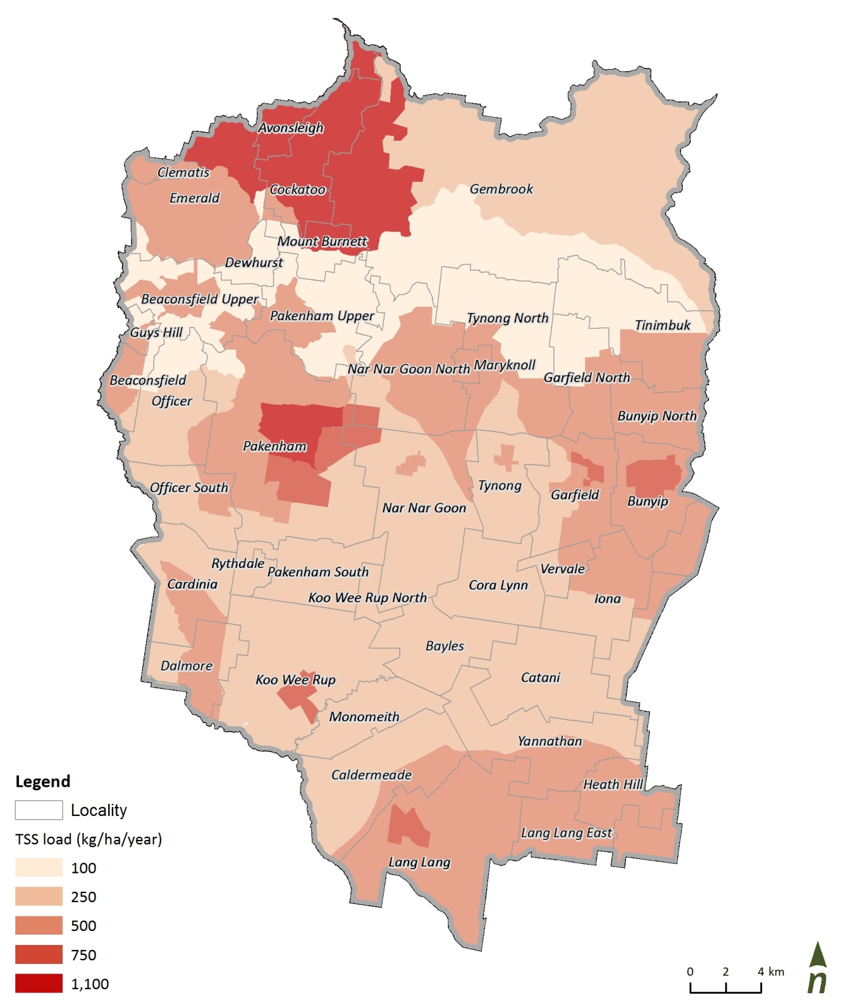 Avonsleigh
Clematis
Emerald
Cockatoo
Gembrook
Mount Burnett
Dewhurst
Beaconsfield Upper
Pakenham Upper
Tynong North
Tinimbuk
Guys Hill
Nar Nar Goon North
Maryknoll
Garfield North
Beaconsfield
Officer
Bunyip North
Pakenham
Officer South
Tynong
Garfield
Bunyip
Nar Nar Goon
Rythdale
Pakenham South
Vervale
Cardinia
Cora Lynn
Koo Wee Rup North
Iona
Bayles
Dalmore
Koo Wee Rup
Catani
Monomeith
Yannathan
Caldermeade
Heath Hill
Lang Lang East
Lang Lang
Legend
Locality
TSS load (kg/ha/year)
100
250
500
750
1,100
0 2 4 km
n